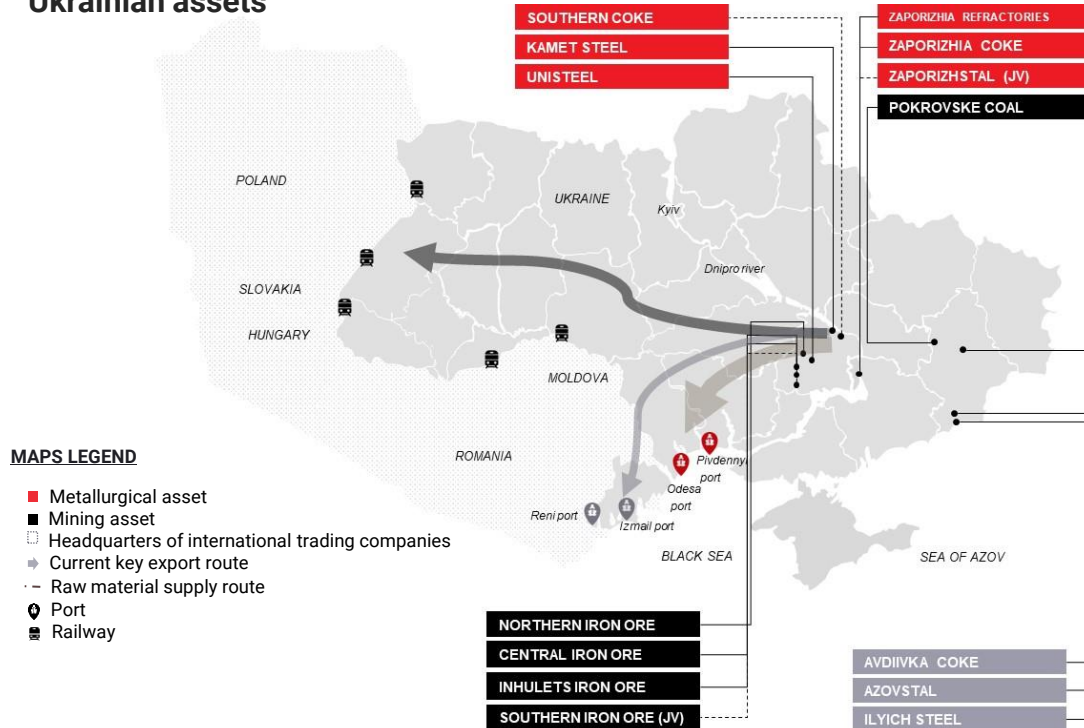 Ukrainian assets
SOUTHERN COKE
KAMET STEEL
UNISTEEL
ZAPORIZHIA REFRACTORIES
ZAPORIZHIA COKE
ZAPORIZHSTAL (JV)
POKROVSKE COAL
POLAND
UKRAINE
Kyiv
Dnipro river
SLOVAKIA
HUNGARY
MOLDOVA
ROMANIA
Pivdennyi
port
Odesa
port
Reni port
Izmail port
BLACK SEA
SEA OF AZOV
MAPS LEGEND
Metallurgical asset
Mining asset
Headquarters of international trading companies
Current key export route
Raw material supply route
Port
Railway
NORTHERN IRON ORE
CENTRAL IRON ORE
INHULETS IRON ORE
SOUTHERN IRON ORE (JV)
AVDIIVKA COKE
AZOVSTAL
ILYICH STEEL